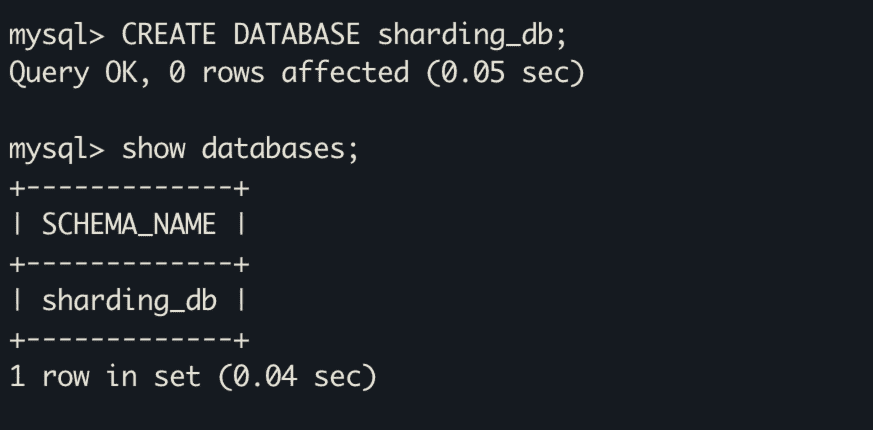 mysql> CREATE DATABASE sharding_db;
Query OK, 0 rows affected (0.05 sec)
mysql> show databases;
+-------------+
| SCHEMA_NAME |
+-------------+
| sharding_db |
+-------------+
1 row in set (0.04 sec)